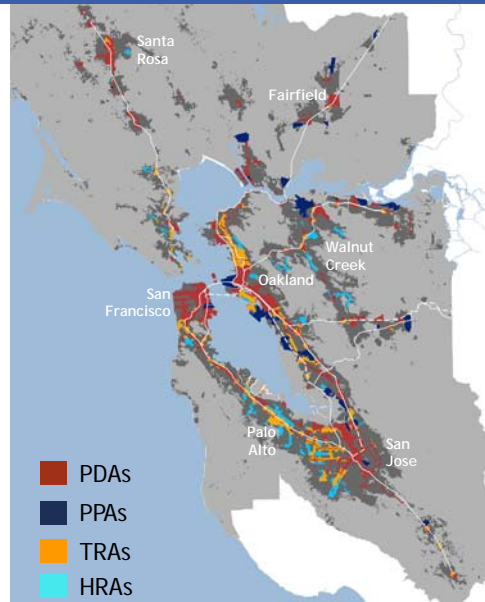 Santa
Rosa
Fairfield
Walnut
Creek
Oakland
San
Francisco
Palo
Alto
San
Jose
PDAs
PPAs
TRAs
HRAs